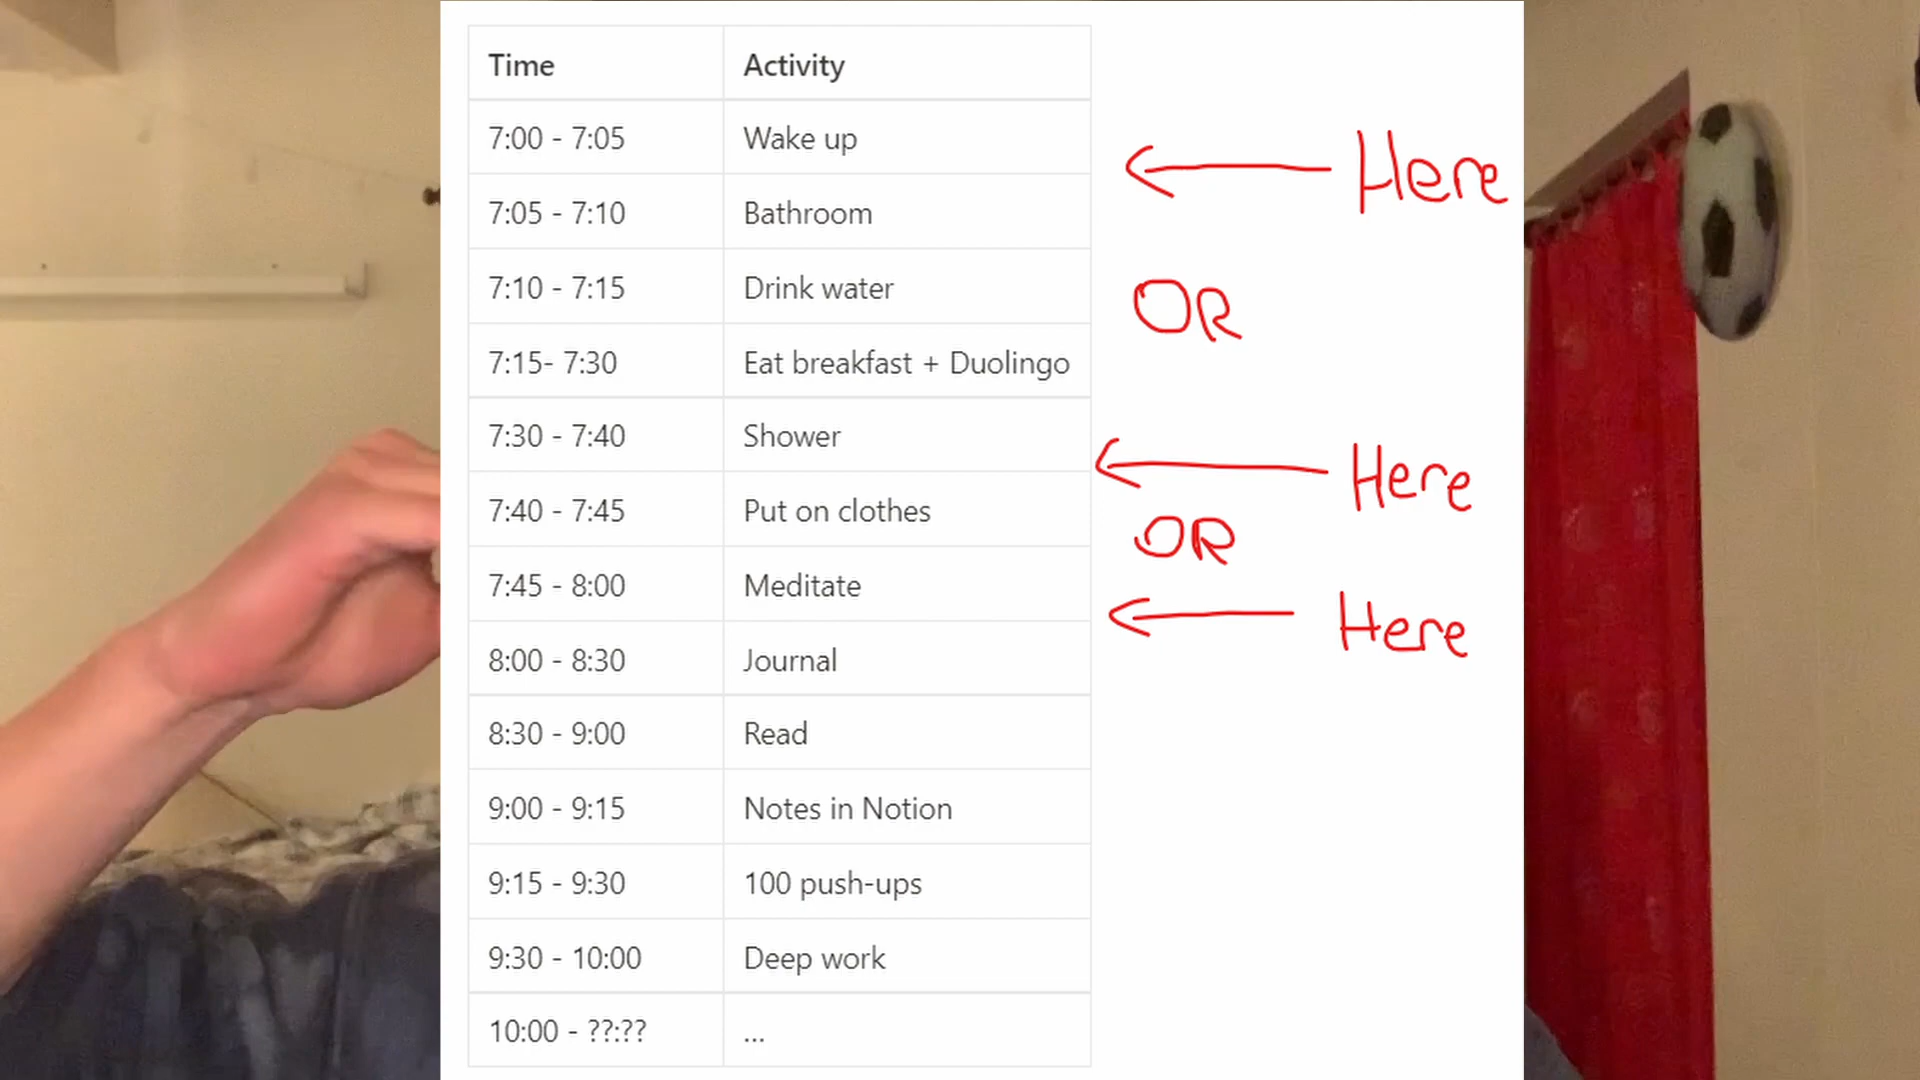 Time Activity
7:00 - 7:05 Wake up
Here
7:05 - 7:10 Bathroom
7:10 - 7:15 Drink water
OR
7:15- 7:30 Eat breakfast + Duolingo
7:30 - 7:40 Shower
Here
7:40 - 7:45 Put on clothes
OR
7:45 - 8:00 Meditate
Here
8:00 - 8:30 Journal
8:30 - 9:00 Read
9:00 - 9:15 Notes in Notion
9:15 - 9:30 100 push-ups
9:30 - 10:00 Deep work
10:00 - ??:?? ...